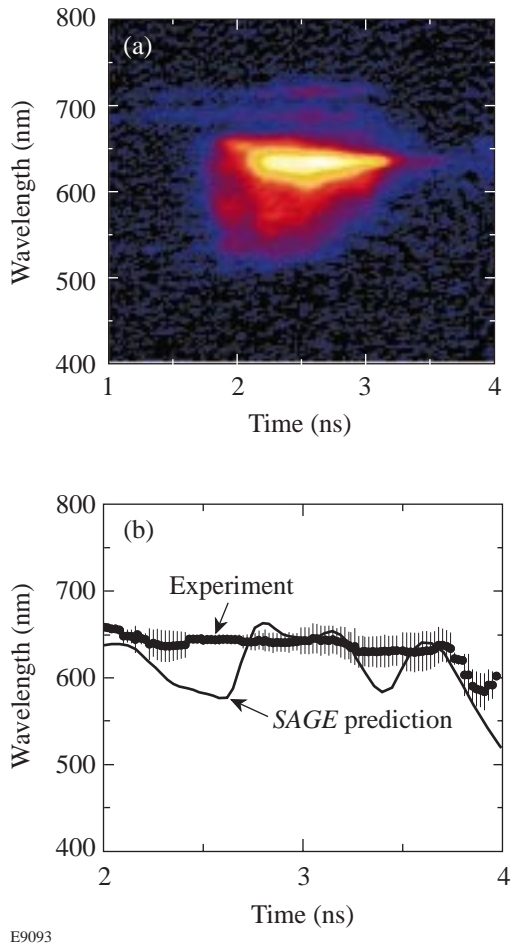 (a)
Wavelength (nm)
800
700
600
500
400
1 2 3 4
Time (ns)
(b)
Wavelength (nm)
800
700
600
500
400
Experiment
SAGE prediction
2 3 4
Time (ns)
E9093